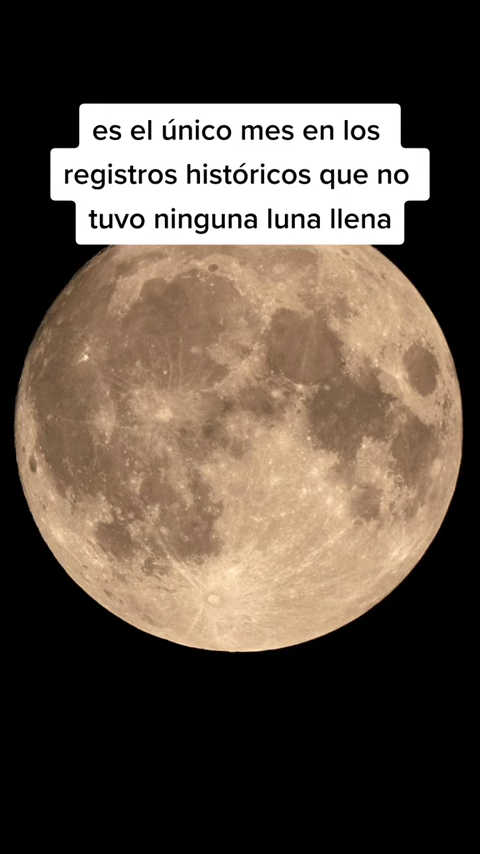 es el único mes en los
registros históricos que no
tuvo ninguna luna llena